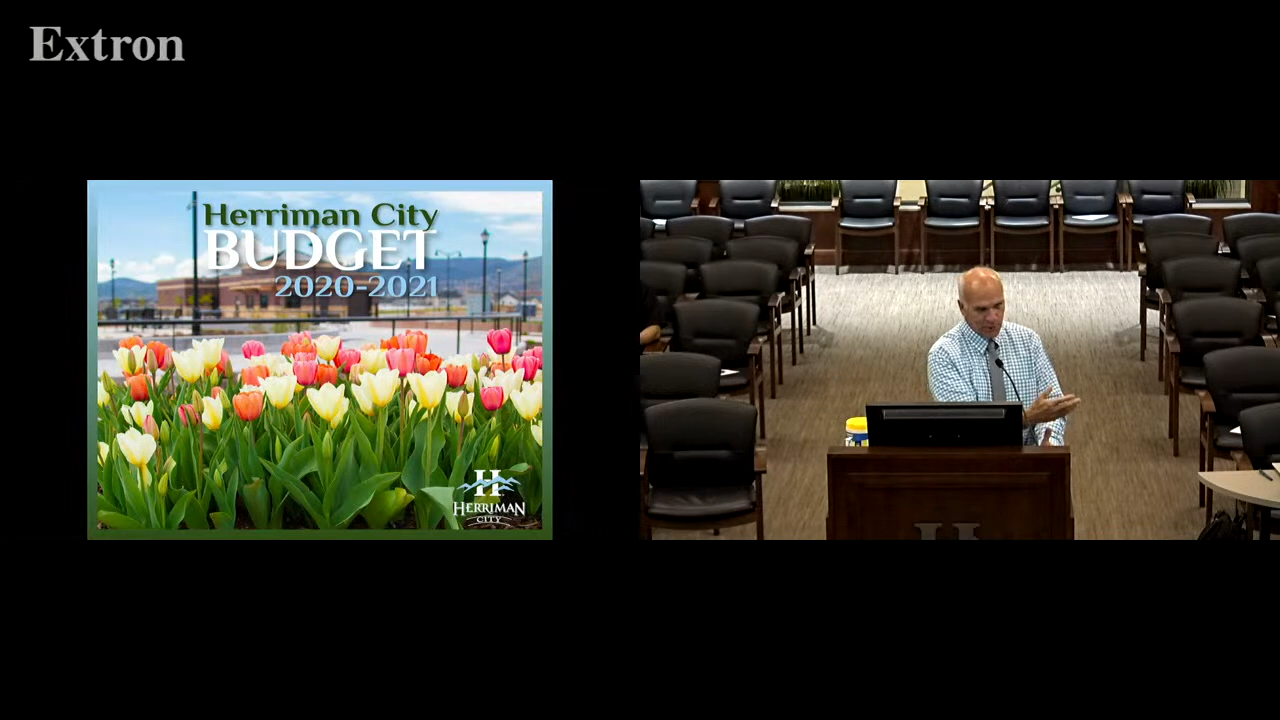 Extron
Herriman City
BUDGET
2020-2021
H
HERRIMAN
CITY
H